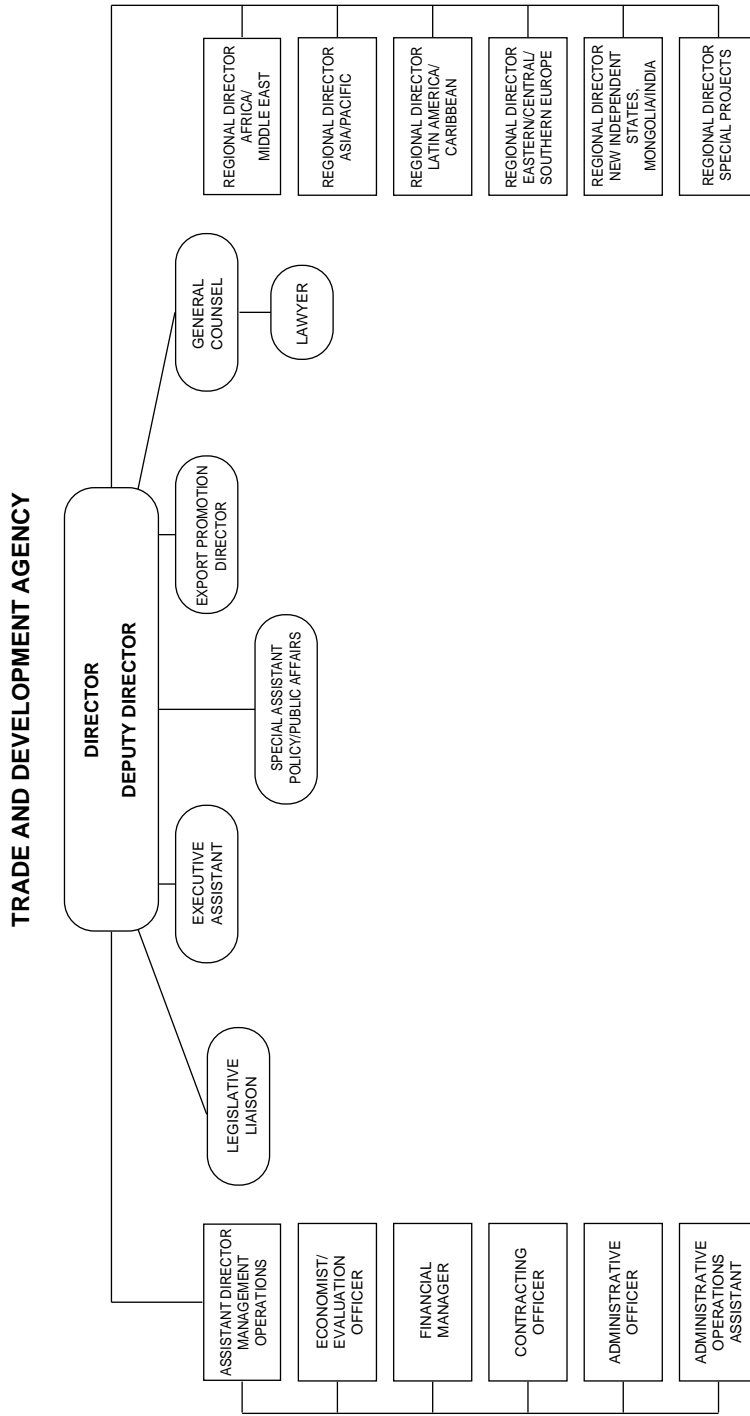 TRADE AND DEVELOPMENT AGENCY
DIRECTOR
DEPUTY DIRECTOR
LEGISLATIVE
LIAISON
EXECUTIVE
ASSISTANT
SPECIAL ASSISTANT
POLICY/PUBLIC AFFAIRS
EXPORT PROMOTION
DIRECTOR
GENERAL
COUNSEL
LAWYER
ASSISTANT DIRECTOR
MANAGEMENT
OPERATIONS
ECONOMIST/
EVALUATION
OFFICER
FINANCIAL
MANAGER
CONTRACTING
OFFICER
ADMINISTRATIVE
OFFICER
ADMINISTRATIVE
OPERATIONS
ASSISTANT
REGIONAL DIRECTOR
AFRICA/
MIDDLE EAST
REGIONAL DIRECTOR
ASIA/PACIFIC
REGIONAL DIRECTOR
LATIN AMERICA/
CARIBBEAN
REGIONAL DIRECTOR
EASTERN/CENTRAL/
SOUTHERN EUROPE
REGIONAL DIRECTOR
NEW INDEPENDENT
STATES,
MONGOLIA/INDIA
REGIONAL DIRECTOR
SPECIAL PROJECTS